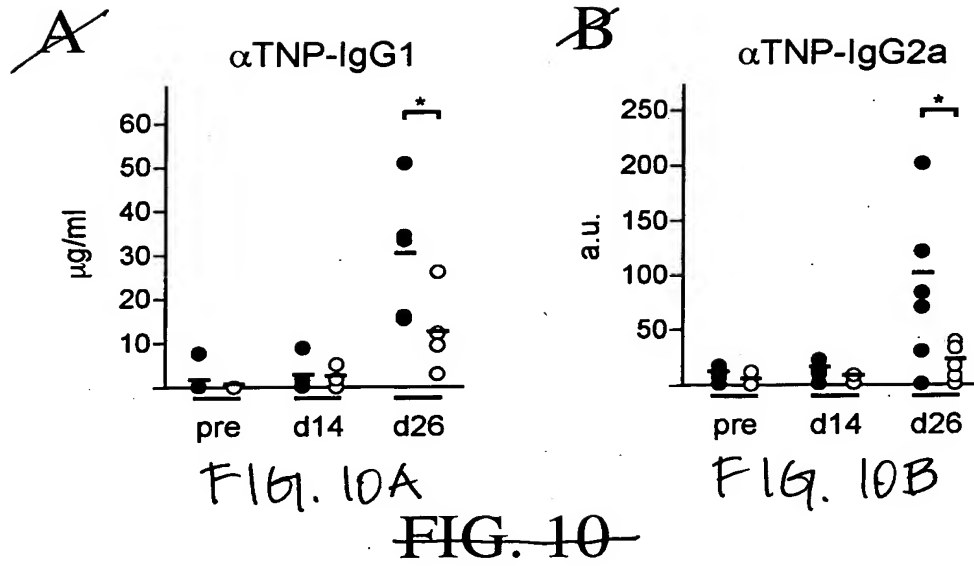 A B
αTNP-IgG1 αTNP-IgG2a
* *
60 250
50 200
40 150
30 100
20 50
10
µg/ml a.u.
pre d14 d26 pre d14 d26
FIG. 10A FIG. 10B
FIG. 10